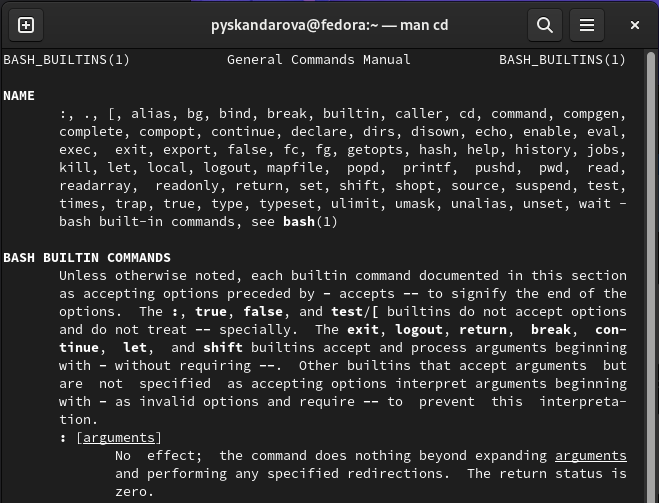 pyskandarova@fedora:~ — man cd
BASH_BUILTINS(1) General Commands Manual BASH_BUILTINS(1)
NAME
:, ., [, alias, bg, bind, break, builtin, caller, cd, command, compgen,
complete, compopt, continue, declare, dirs, disown, echo, enable, eval,
exec, exit, export, false, fc, fg, getopts, hash, help, history, jobs,
kill, let, local, logout, mapfile, popd, printf, pushd, pwd, read,
readarray, readonly, return, set, shift, shopt, source, suspend, test,
times, trap, true, type, typeset, ulimit, umask, unalias, unset, wait -
bash built-in commands, see bash(1)
BASH BUILTIN COMMANDS
Unless otherwise noted, each builtin command documented in this section
as accepting options preceded by - accepts -- to signify the end of the
options. The :, true, false, and test/[ builtins do not accept options
and do not treat -- specially. The exit, logout, return, break, con-
tinue, let, and shift builtins accept and process arguments beginning
with - without requiring --. Other builtins that accept arguments but
are not specified as accepting options interpret arguments beginning
with - as invalid options and require -- to prevent this interpreta-
tion.
: [arguments]
No effect; the command does nothing beyond expanding arguments
and performing any specified redirections. The return status is
zero.